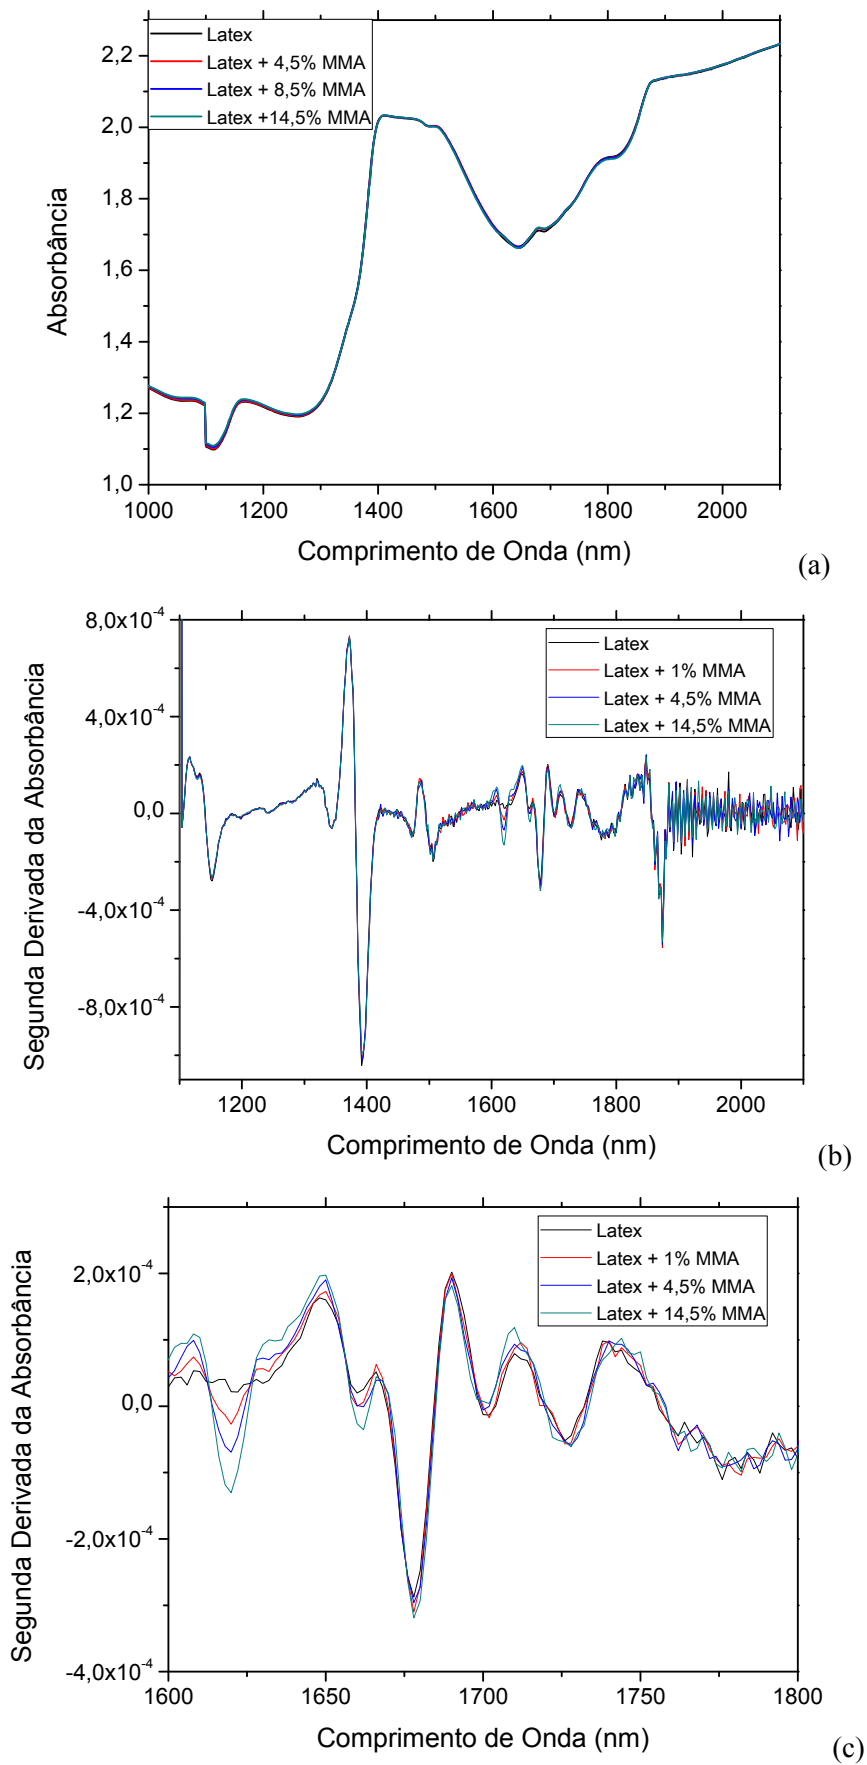 Latex
Latex + 4,5% MMA
Latex + 8,5% MMA
Latex +14,5% MMA
2,2
2,0
1,8
1,6
1,4
1,2
1,0
Absorbância
1000 1200 1400 1600 1800 2000
Comprimento de Onda (nm)
(a)
8,0x10-4
4,0x10-4
0,0
-4,0x10-4
-8,0x10-4
Segunda Derivada da Absorbância
Latex
Latex + 1% MMA
Latex + 4,5% MMA
Latex + 14,5% MMA
1200 1400 1600 1800 2000
Comprimento de Onda (nm)
(b)
2,0x10-4
0,0
-2,0x10-4
-4,0x10-4
Segunda Derivada da Absorbância
Latex
Latex + 1% MMA
Latex + 4,5% MMA
Latex + 14,5% MMA
1600 1650 1700 1750 1800
Comprimento de Onda (nm)
(c)